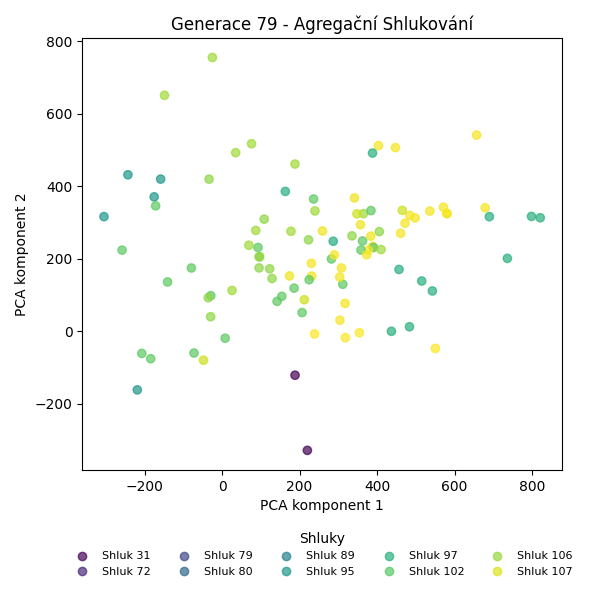 Generace 79 - Agregační Shlukování
PCA komponent 2
800
600
400
200
0
−200
−200 0 200 400 600 800
PCA komponent 1
Shluky
Shluk 31 Shluk 79 Shluk 89 Shluk 97 Shluk 106
Shluk 72 Shluk 80 Shluk 95 Shluk 102 Shluk 107